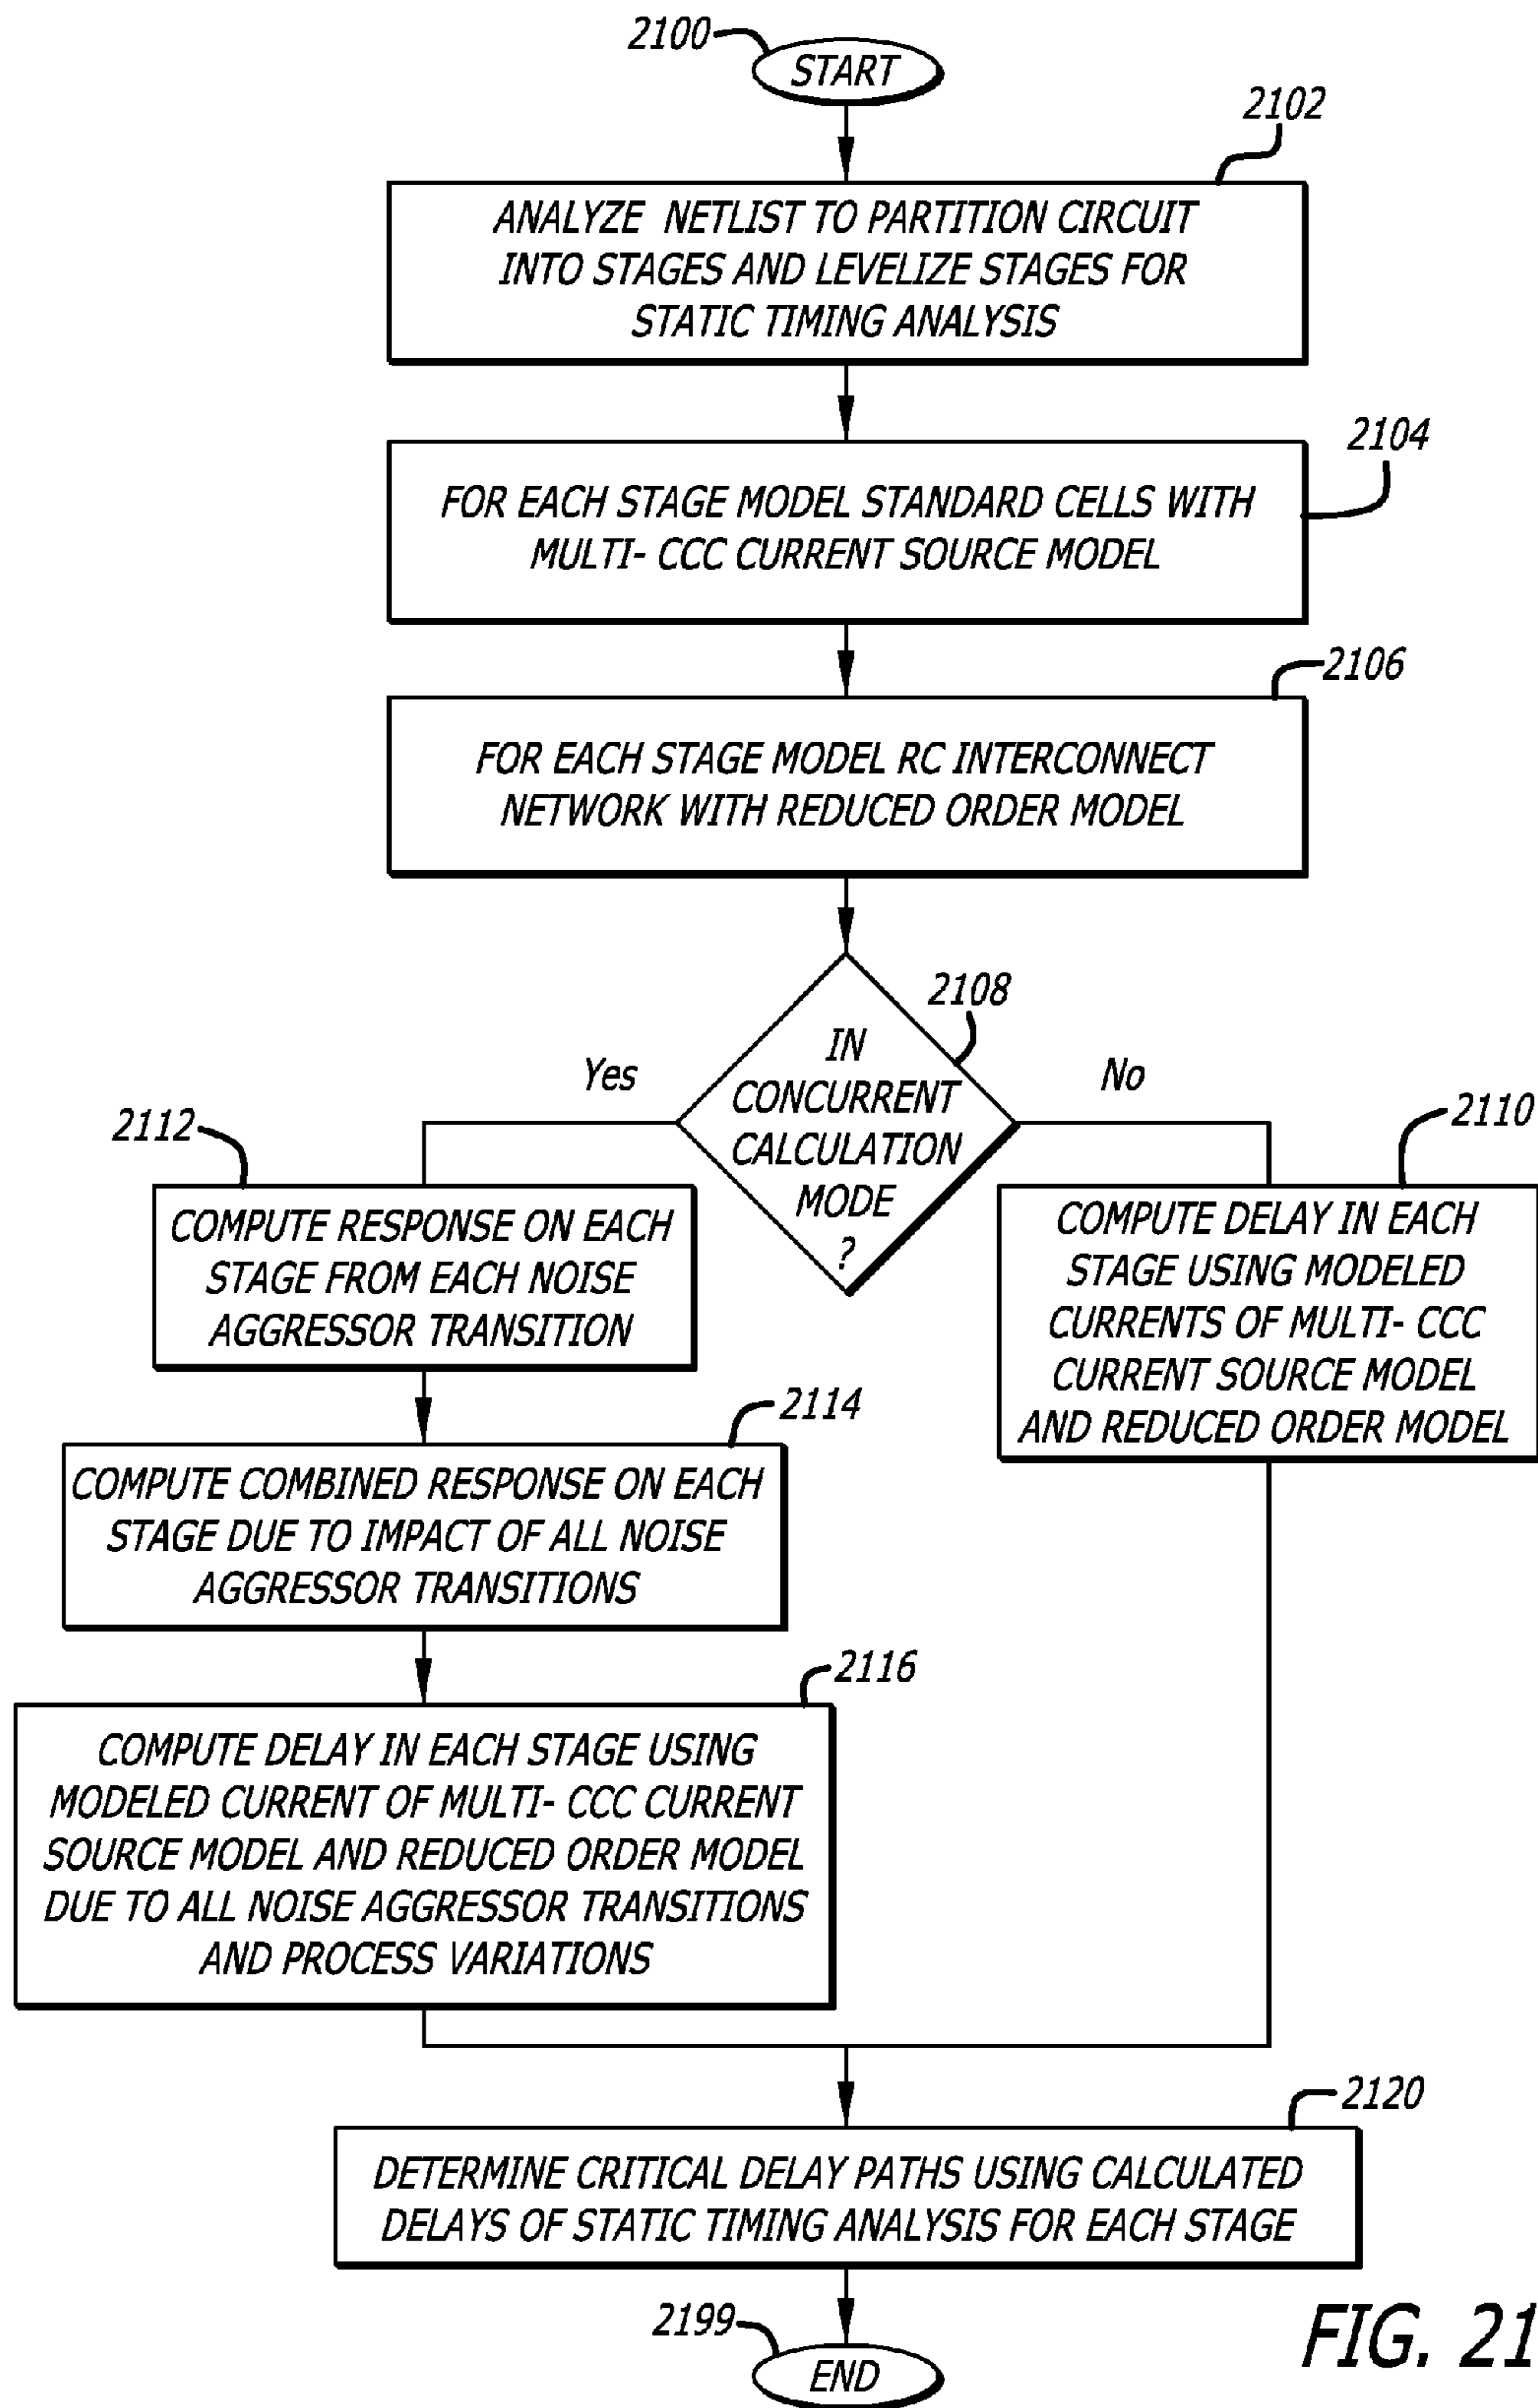 2100
START
2102
ANALYZE NETLIST TO PARTITION CIRCUIT
INTO STAGES AND LEVELIZE STAGES FOR
STATIC TIMING ANALYSIS
2104
FOR EACH STAGE MODEL STANDARD CELLS WITH
MULTI- CCC CURRENT SOURCE MODEL
2106
FOR EACH STAGE MODEL RC INTERCONNECT
NETWORK WITH REDUCED ORDER MODEL
2108
IN
CONCURRENT
CALCULATION
MODE
?
Yes
No
2112
COMPUTE RESPONSE ON EACH
STAGE FROM EACH NOISE
AGGRESSOR TRANSITION
2110
COMPUTE DELAY IN EACH
STAGE USING MODELED
CURRENTS OF MULTI- CCC
CURRENT SOURCE MODEL
AND REDUCED ORDER MODEL
2114
COMPUTE COMBINED RESPONSE ON EACH
STAGE DUE TO IMPACT OF ALL NOISE
AGGRESSOR TRANSITIONS
2116
COMPUTE DELAY IN EACH STAGE USING
MODELED CURRENT OF MULTI- CCC CURRENT
SOURCE MODEL AND REDUCED ORDER MODEL
DUE TO ALL NOISE AGGRESSOR TRANSITIONS
AND PROCESS VARIATIONS
2120
DETERMINE CRITICAL DELAY PATHS USING CALCULATED
DELAYS OF STATIC TIMING ANALYSIS FOR EACH STAGE
2199
END
FIG. 21